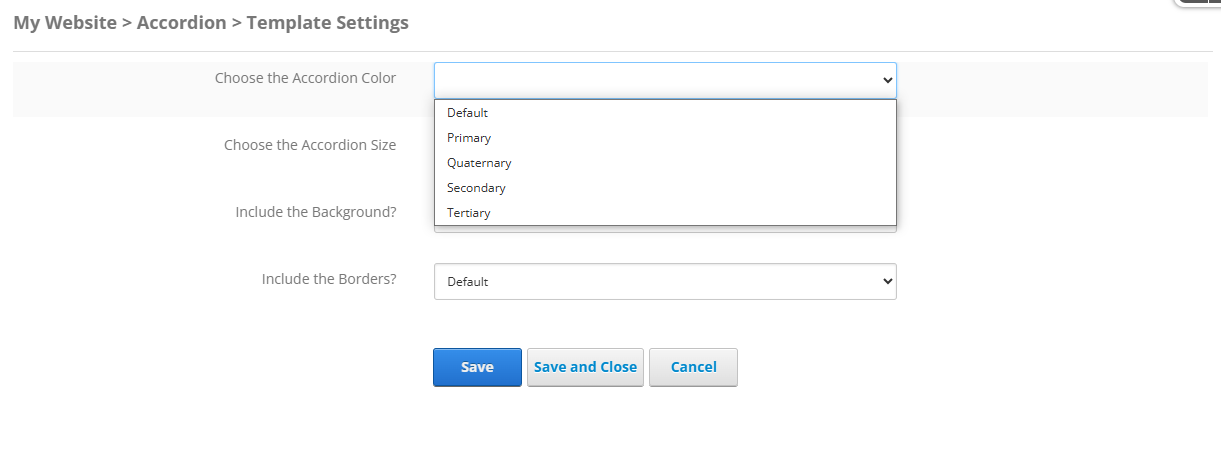 My Website > Accordion > Template Settings
Choose the Accordion Color
Default
Primary
Quaternary
Secondary
Tertiary
Choose the Accordion Size
Include the Background?
Include the Borders?
Default
Save
Save and Close
Cancel